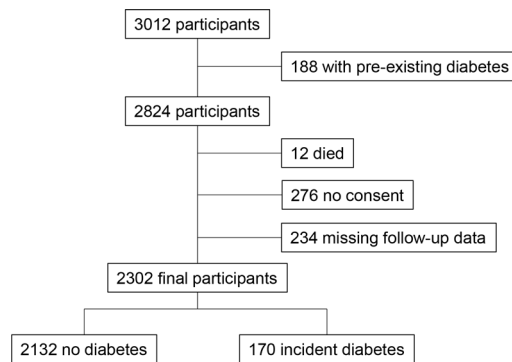 3012 participants
188 with pre-existing diabetes
2824 participants
12 died
276 no consent
234 missing follow-up data
2302 final participants
2132 no diabetes
170 incident diabetes